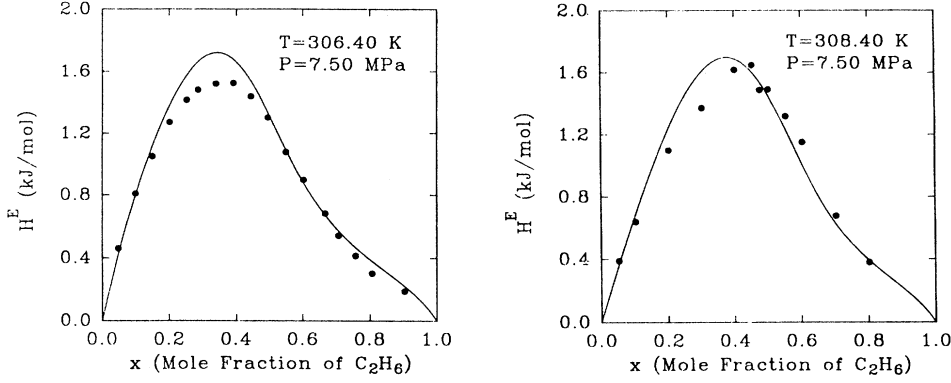 2.0
1.6
1.2
0.8
0.4
0.0
H^E (kJ/mol)
T=306.40 K
P=7.50 MPa
0.0 0.2 0.4 0.6 0.8 1.0
x (Mole Fraction of C₂H₆)
2.0
1.6
1.2
0.8
0.4
0.0
H^E (kJ/mol)
T=308.40 K
P=7.50 MPa
0.0 0.2 0.4 0.6 0.8 1.0
x (Mole Fraction of C₂H₆)